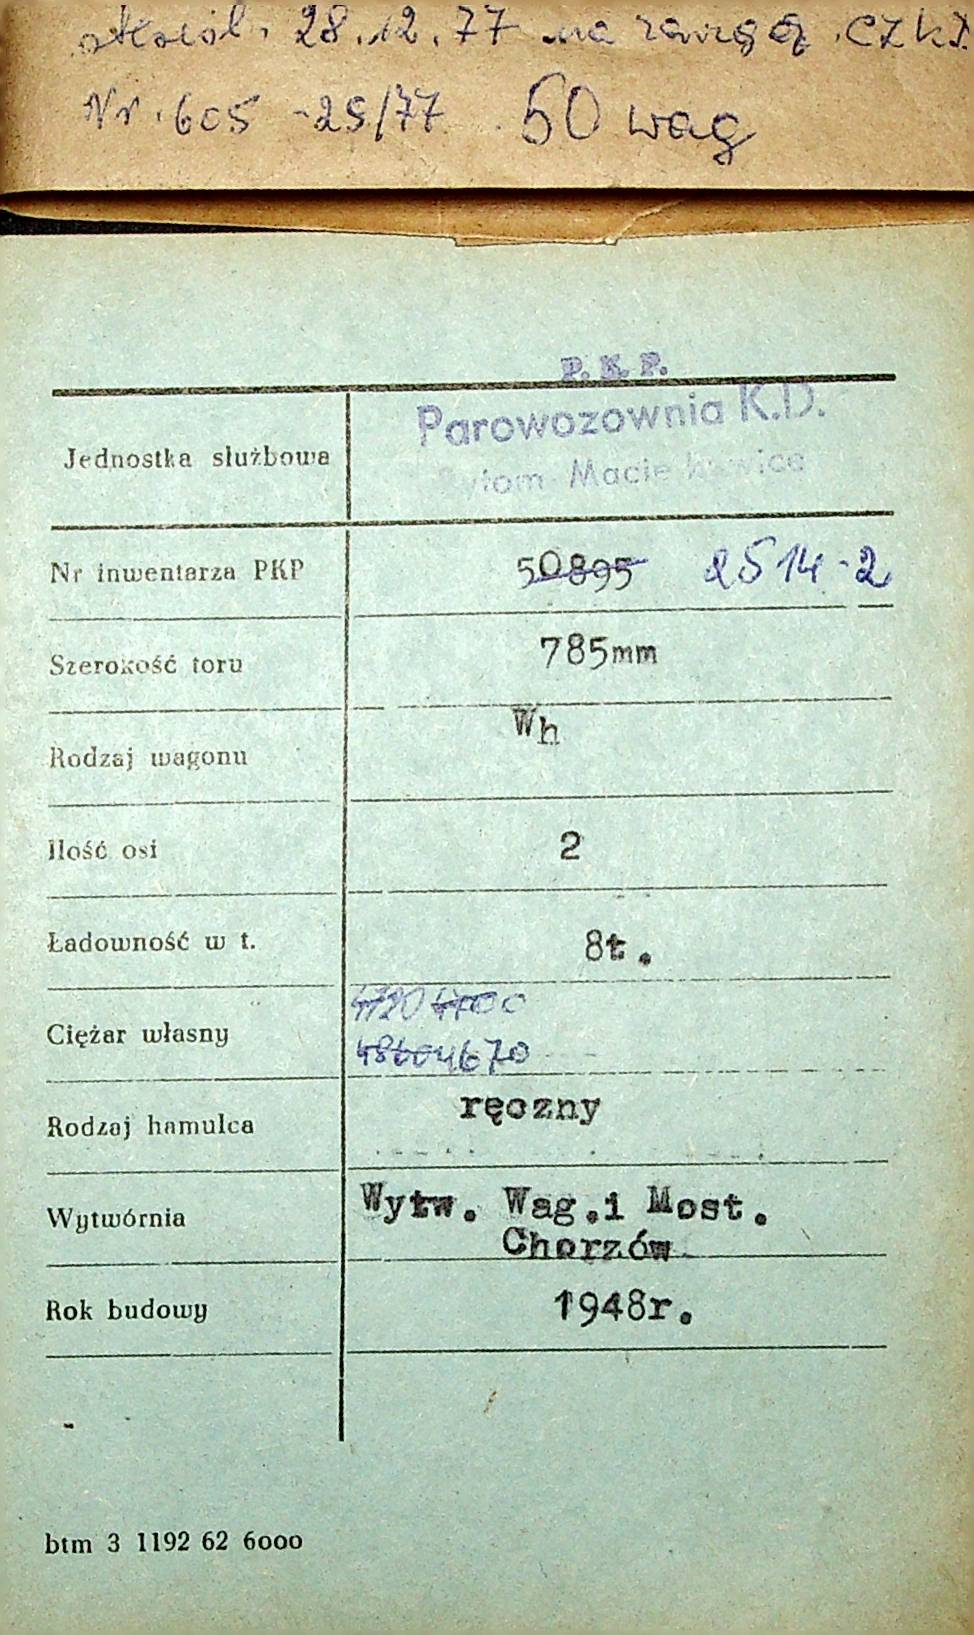 28.12.77 na
Nr. 605 -25/77 50 wag
P. K. P.
Parowozownia K.D.
Jednostka służbowa
Nr inwentarza PKP 50895 2514-2
Szerokość toru 785mm
Rodzaj wagonu Wh
Ilość osi 2
Ładowność w t. 8t.
Ciężar własny
4670
Rodzaj hamulca ręczny
Wytwórnia Wytw. Wag.i Most.
Chorzów
Rok budowy 1948r.
btm 3 1192 62 6000